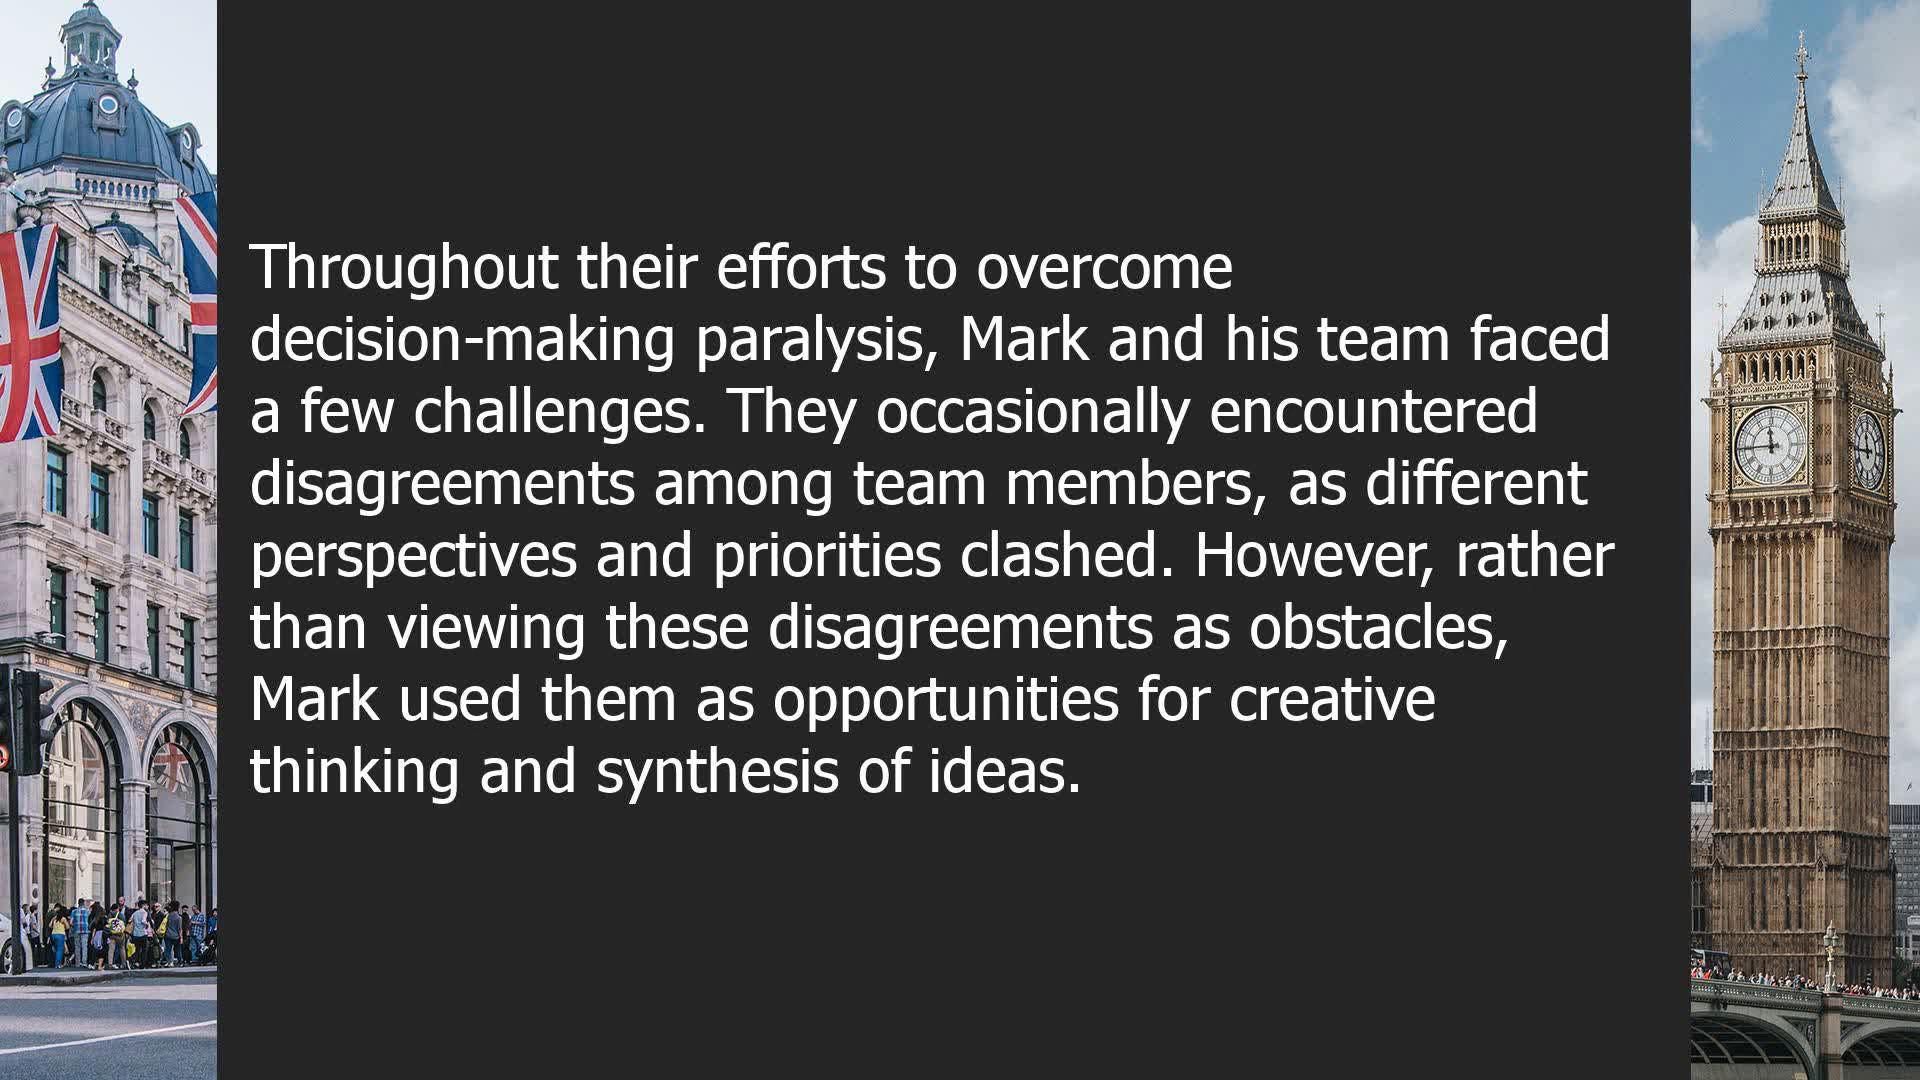 Throughout their efforts to overcome
decision-making paralysis, Mark and his team faced
a few challenges. They occasionally encountered
disagreements among team members, as different
perspectives and priorities clashed. However, rather
than viewing these disagreements as obstacles,
Mark used them as opportunities for creative
thinking and synthesis of ideas.